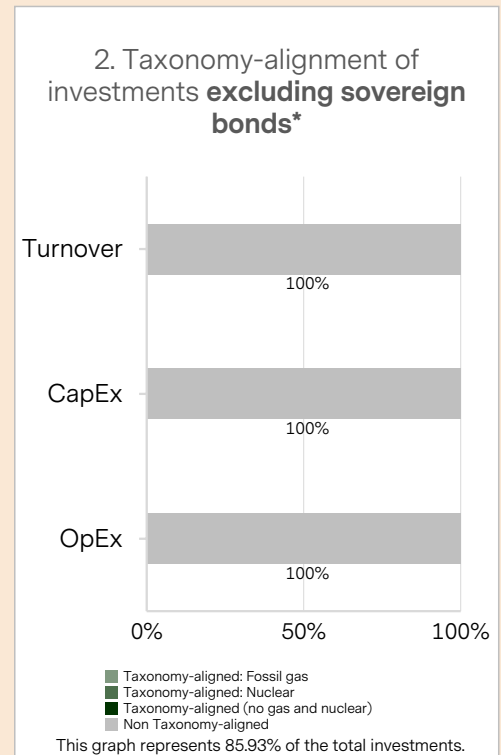 2. Taxonomy-alignment of
investments excluding sovereign
bonds*
Turnover
100%
CapEx
100%
OpEx
100%
0% 50% 100%
Taxonomy-aligned: Fossil gas
Taxonomy-aligned: Nuclear
Taxonomy-aligned (no gas and nuclear)
Non Taxonomy-aligned
This graph represents 85.93% of the total investments.